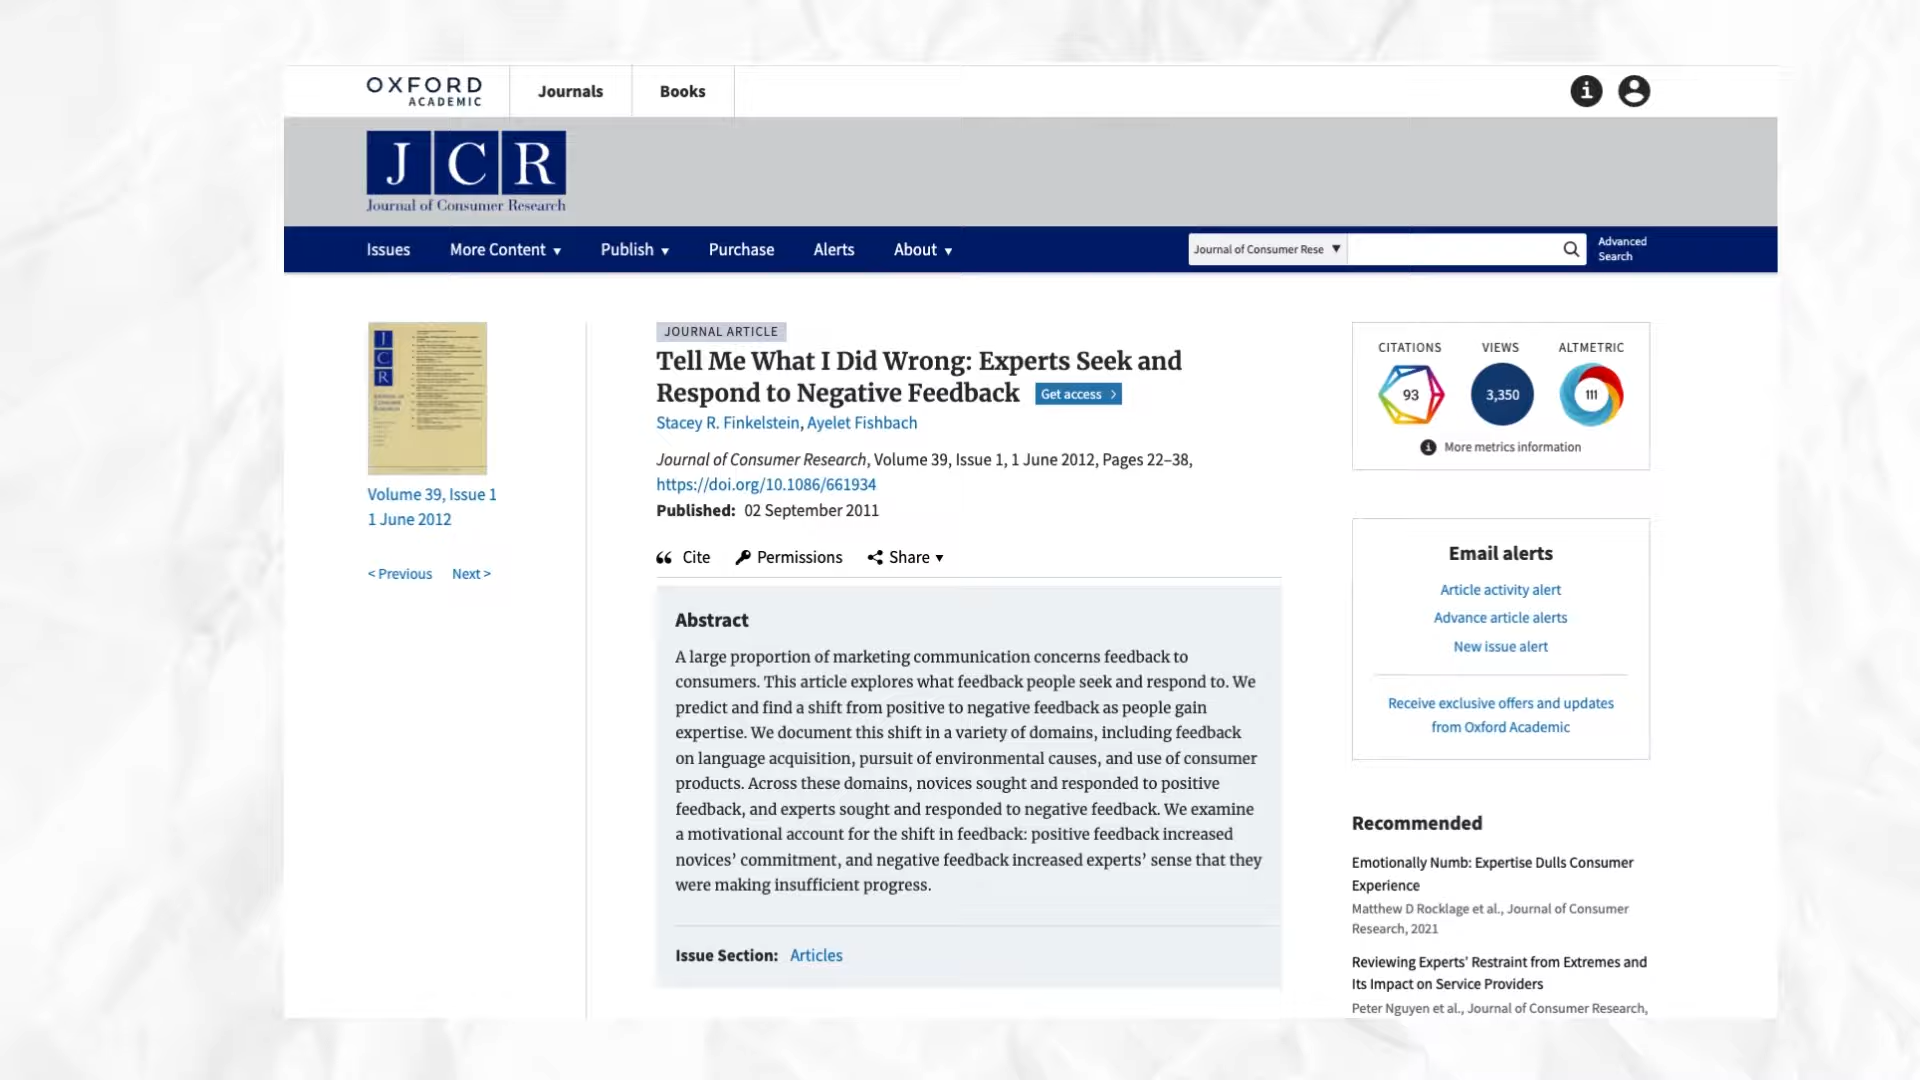 OXFORD
ACADEMIC
Journals
Books
J C R
Journal of Consumer Research
Issues
More Content
Publish
Purchase
Alerts
About
Journal of Consumer Rese
Advanced
Search
J
C
R
Volume 39, Issue 1
1 June 2012
< Previous
Next >
JOURNAL ARTICLE
Tell Me What I Did Wrong: Experts Seek and
Respond to Negative Feedback
Get access >
Stacey R. Finkelstein, Ayelet Fishbach
Journal of Consumer Research, Volume 39, Issue 1, 1 June 2012, Pages 22–38,
https://doi.org/10.1086/661934
Published: 02 September 2011
Cite
Permissions
Share
Abstract
A large proportion of marketing communication concerns feedback to
consumers. This article explores what feedback people seek and respond to. We
predict and find a shift from positive to negative feedback as people gain
expertise. We document this shift in a variety of domains, including feedback
on language acquisition, pursuit of environmental causes, and use of consumer
products. Across these domains, novices sought and responded to positive
feedback, and experts sought and responded to negative feedback. We examine
a motivational account for the shift in feedback: positive feedback increased
novices’ commitment, and negative feedback increased experts’ sense that they
were making insufficient progress.
Issue Section: Articles
CITATIONS
VIEWS
ALTMETRIC
93
3,350
111
More metrics information
Email alerts
Article activity alert
Advance article alerts
New issue alert
Receive exclusive offers and updates
from Oxford Academic
Recommended
Emotionally Numb: Expertise Dulls Consumer
Experience
Matthew D Rocklage et al., Journal of Consumer
Research, 2021
Reviewing Experts’ Restraint from Extremes and
Its Impact on Service Providers
Peter Nguyen et al., Journal of Consumer Research,